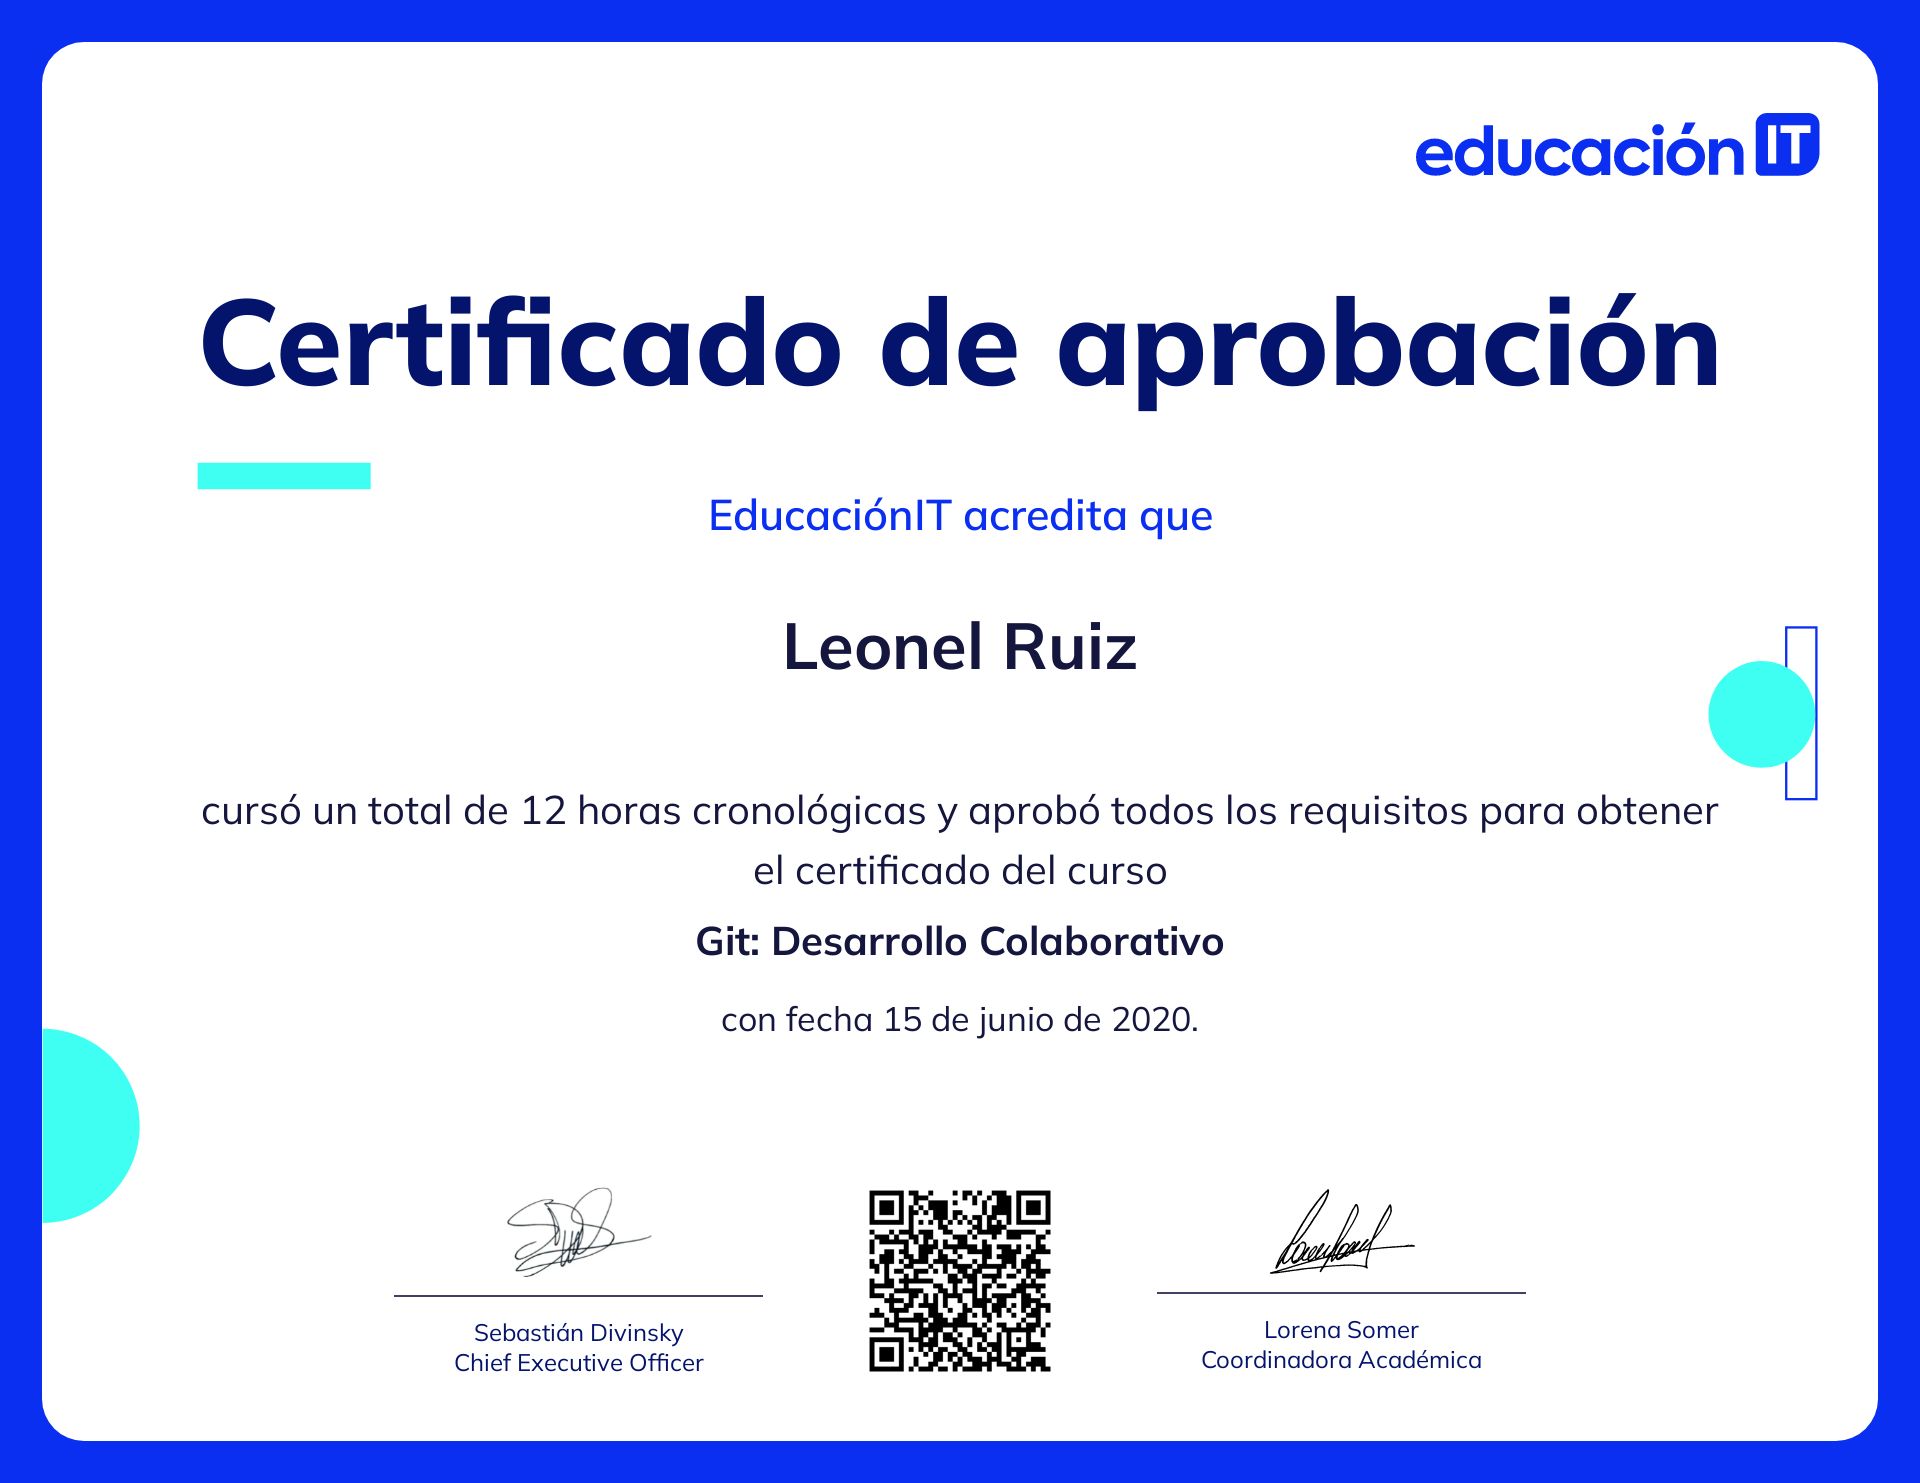 educación IT
Certificado de aprobación
EducaciónIT acredita que
Leonel Ruiz
cursó un total de 12 horas cronológicas y aprobó todos los requisitos para obtener
el certificado del curso
Git: Desarrollo Colaborativo
con fecha 15 de junio de 2020.
Sebastián Divinsky
Chief Executive Officer
Lorena Somer
Coordinadora Académica